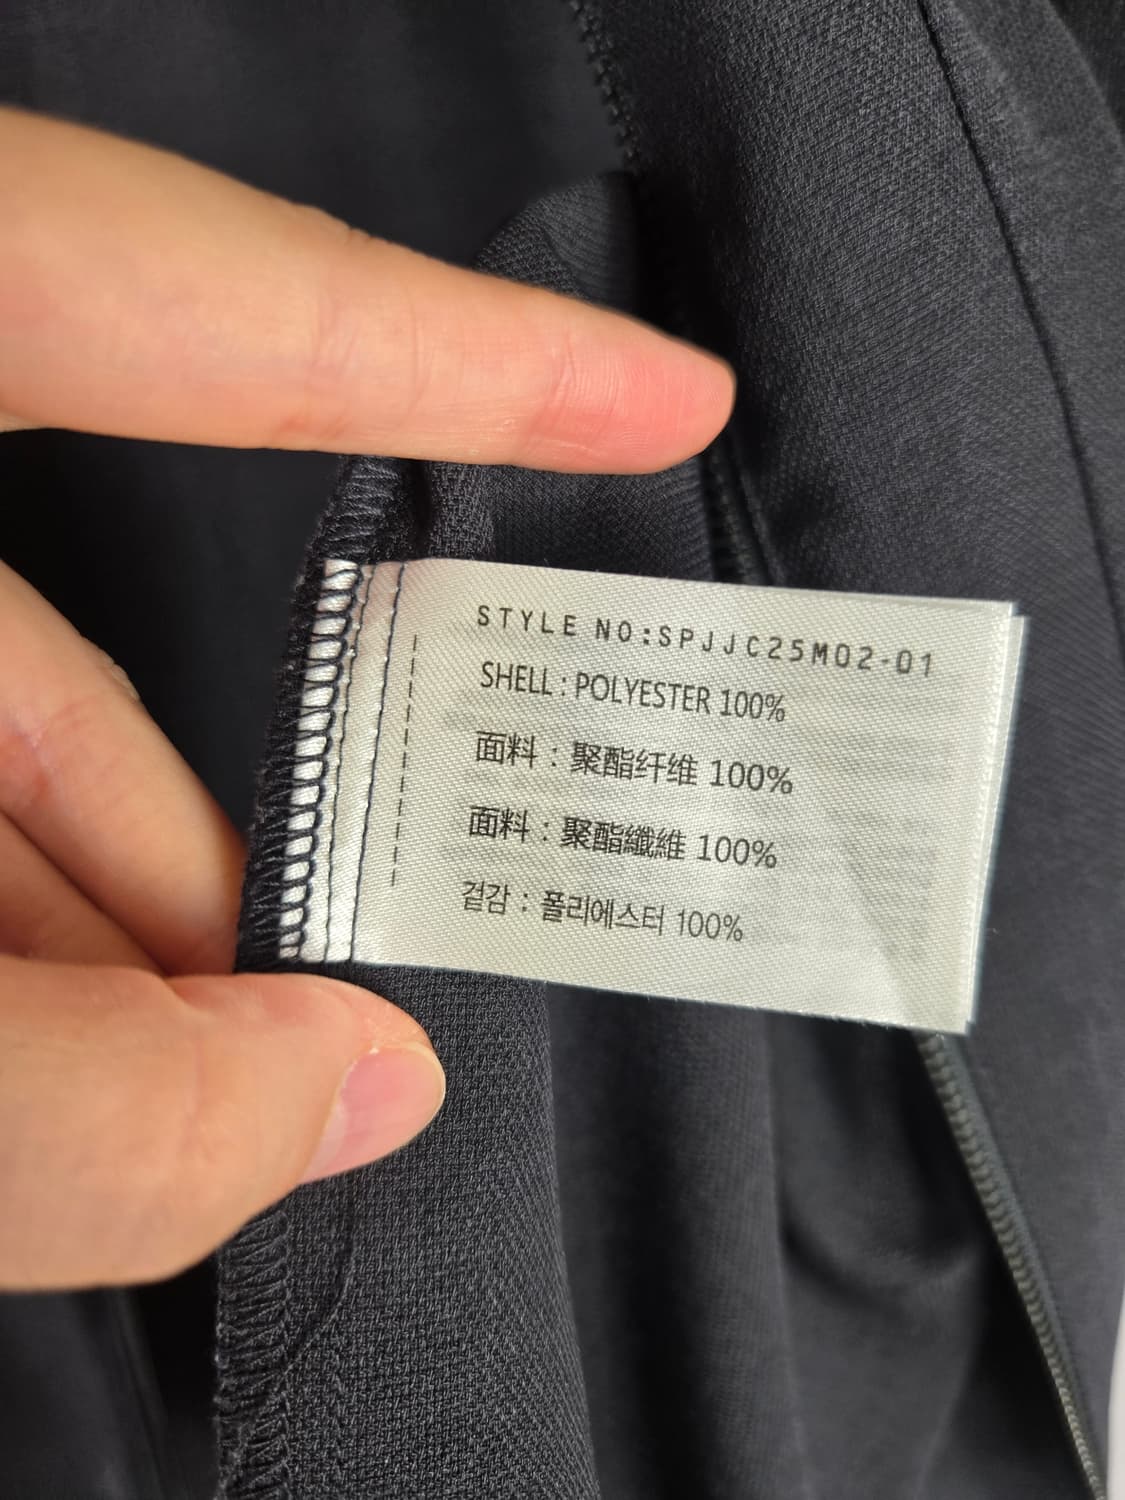 STYLE NO:SPJJC25M02-01
SHELL : POLYESTER 100%
面料 : 聚酯纤维 100%
面料 : 聚酯纖維 100%
겉감 : 폴리에스터 100%